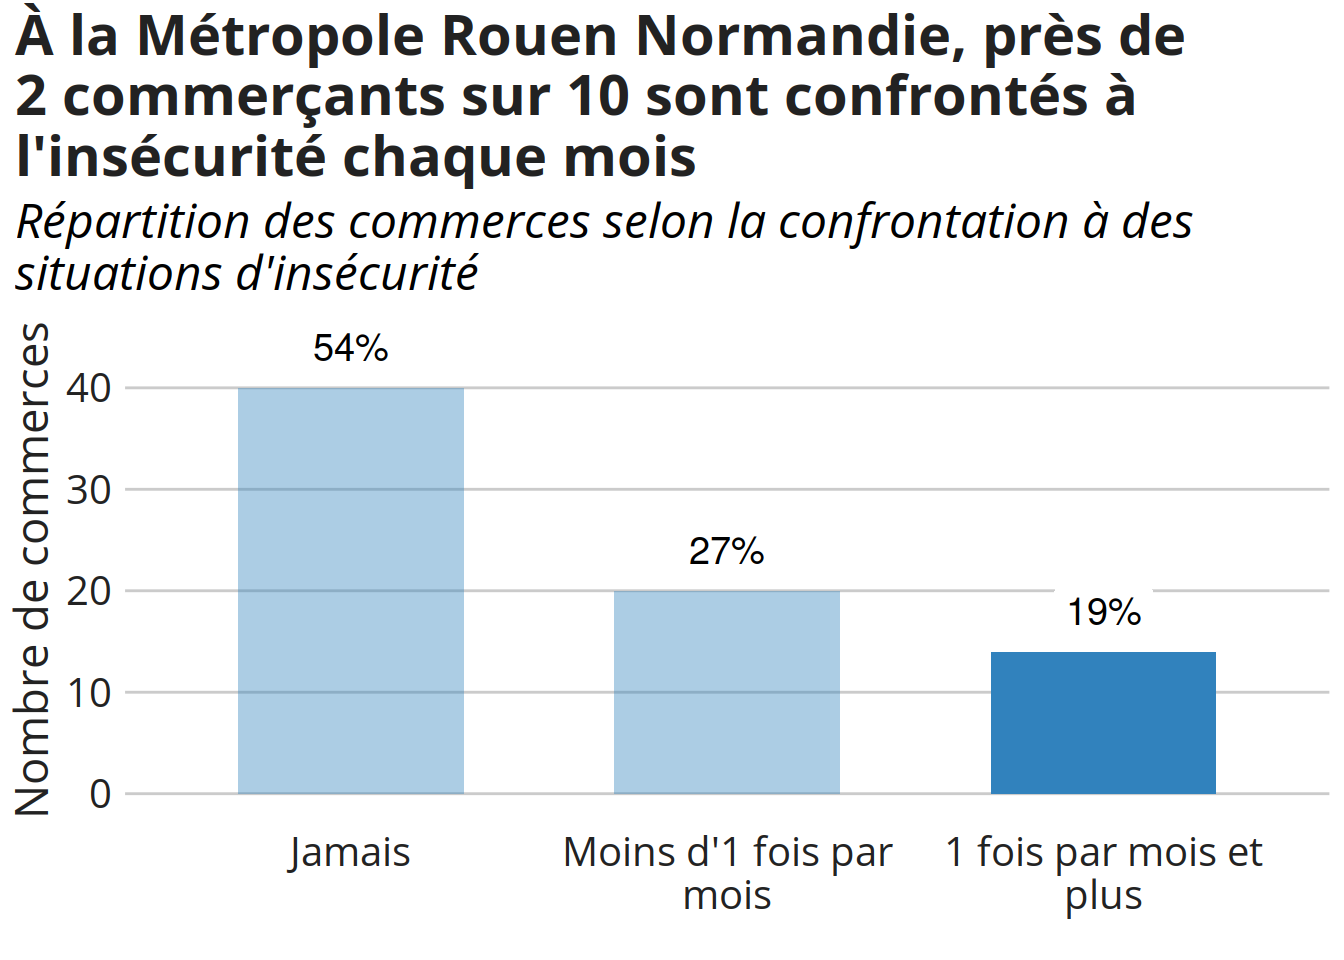 À la Métropole Rouen Normandie, près de
2 commerçants sur 10 sont confrontés à
l'insécurité chaque mois
Répartition des commerces selon la confrontation à des
situations d'insécurité
Nombre de commerces
40
30
20
10
0
54%
27%
19%
Jamais
Moins d'1 fois par
mois
1 fois par mois et
plus